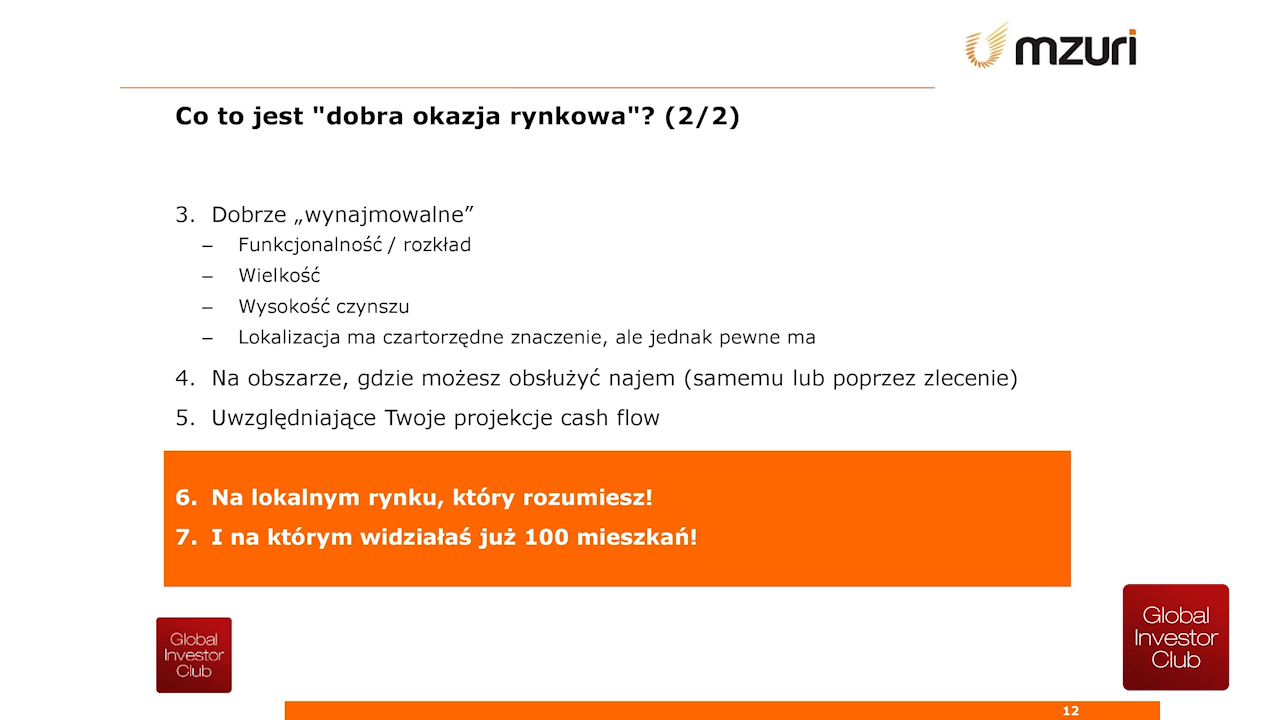 mzuri
Co to jest "dobra okazja rynkowa"? (2/2)
3. Dobrze „wynajmowalne”
– Funkcjonalność / rozkład
– Wielkość
– Wysokość czynszu
– Lokalizacja ma czartorzędne znaczenie, ale jednak pewne ma
4. Na obszarze, gdzie możesz obsłużyć najem (samemu lub poprzez zlecenie)
5. Uwzględniające Twoje projekcje cash flow
6. Na lokalnym rynku, który rozumiesz!
7. I na którym widziałaś już 100 mieszkań!
Global
Investor
Club
Global
Investor
Club
12